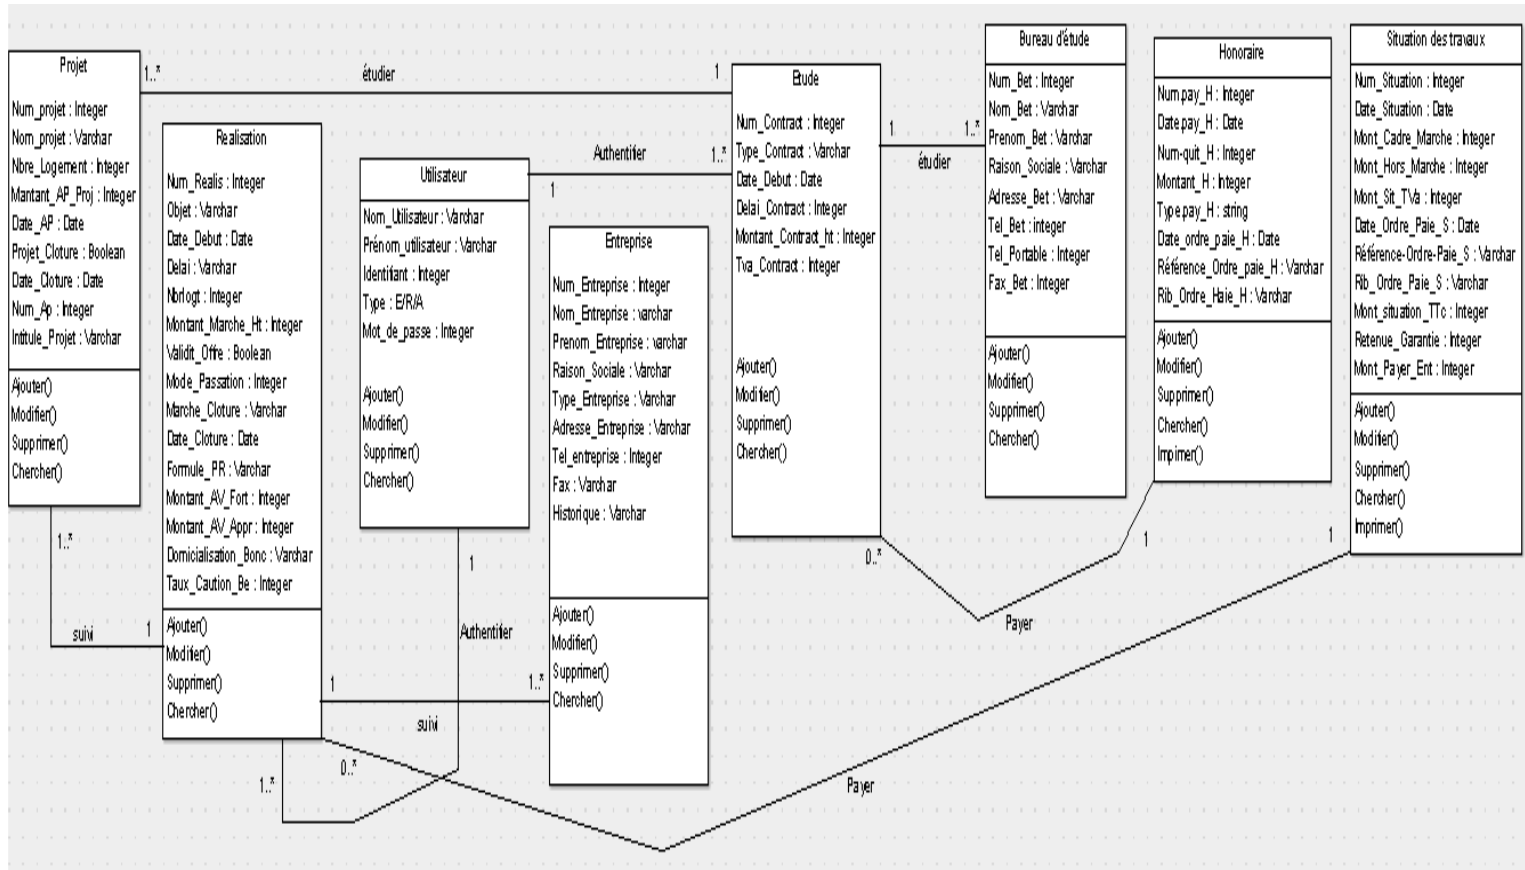 Projet
Num_projet : Integer
Nom_projet : Varchar
Nbre_Logement : Integer
Mantant_AP_Proj : Integer
Date_AP : Date
Projet_Cloture : Boolean
Date_Cloture : Date
Num_Ap : Integer
Intitule_Projet : Varchar
Ajouter()
Modifier()
Supprimer()
Chercher()
1..*
étudier
1
1..*
suivi
1
Realisation
Num_Realis : Integer
Objet : Varchar
Date_Debut : Date
Delai : Varchar
Nbrlogt : Integer
Montant_Marche_Ht : Integer
Validit_Offre : Boolean
Mode_Passation : Integer
Marche_Cloture : Varchar
Date_Cloture : Date
Formule_PR : Varchar
Montant_AV_Fort : Integer
Montant_AV_Appr : Integer
Domicialisation_Bonc : Varchar
Taux_Caution_Be : Integer
Ajouter()
Modifier()
Supprimer()
Chercher()
1
suivi
1..*
1..*
0..*
Utilisateur
Nom_Utilisateur : Varchar
Prénom_utilisateur : Varchar
Identifiant : Integer
Type : E/R/A
Mot_de_passe : Integer
Ajouter()
Modifier()
Supprimer()
Chercher()
1
Authentifier
1..*
1
Authentifier
Entreprise
Num_Entreprise : Integer
Nom_Entreprise : varchar
Prenom_Entreprise : varchar
Raison_Sociale : Varchar
Type_Entreprise : Varchar
Adresse_Entreprise : Varchar
Tel_entreprise : Integer
Fax : Varchar
Historique : Varchar
Ajouter()
Modifier()
Supprimer()
Chercher()
Etude
Num_Contract : Integer
Type_Contract : Varchar
Date_Debut : Date
Delai_Contract : Integer
Montant_Contract_ht : Integer
Tva_Contract : Integer
Ajouter()
Modifier()
Supprimer()
Chercher()
1
étudier
1..*
0..*
Payer
1
Bureau d'étude
Num_Bet : Integer
Nom_Bet : Varchar
Prenom_Bet : Varchar
Raison_Sociale : Varchar
Adresse_Bet : Varchar
Tel_Bet : integer
Tel_Portable : Integer
Fax_Bet : Integer
Ajouter()
Modifier()
Supprimer()
Chercher()
Honoraire
Num.pay_H : Integer
Date.pay_H : Date
Num-quit_H : Integer
Montant_H : Integer
Type.pay_H : string
Date_ordre_paie_H : Date
Référence_Ordre_paie_H : Varchar
Rib_Ordre_Haie_H : Varchar
Ajouter()
Modifier()
Supprimer()
Chercher()
Impimer()
Situation des travaux
Num_Situation : Integer
Date_Situation : Date
Mont_Cadre_Marche : Integer
Mont_Hors_Marche : Integer
Mont_Sit_TVa : Integer
Date_Ordre_Paie_S : Date
Référence-Ordre-Paie_S : Varchar
Rib_Ordre_Paie_S : Varchar
Mont_situation_TTc : Integer
Retenue_Garantie : Integer
Mont_Payer_Ent : Integer
Ajouter()
Modifier()
Supprimer()
Chercher()
Imprimer()
1
Payer